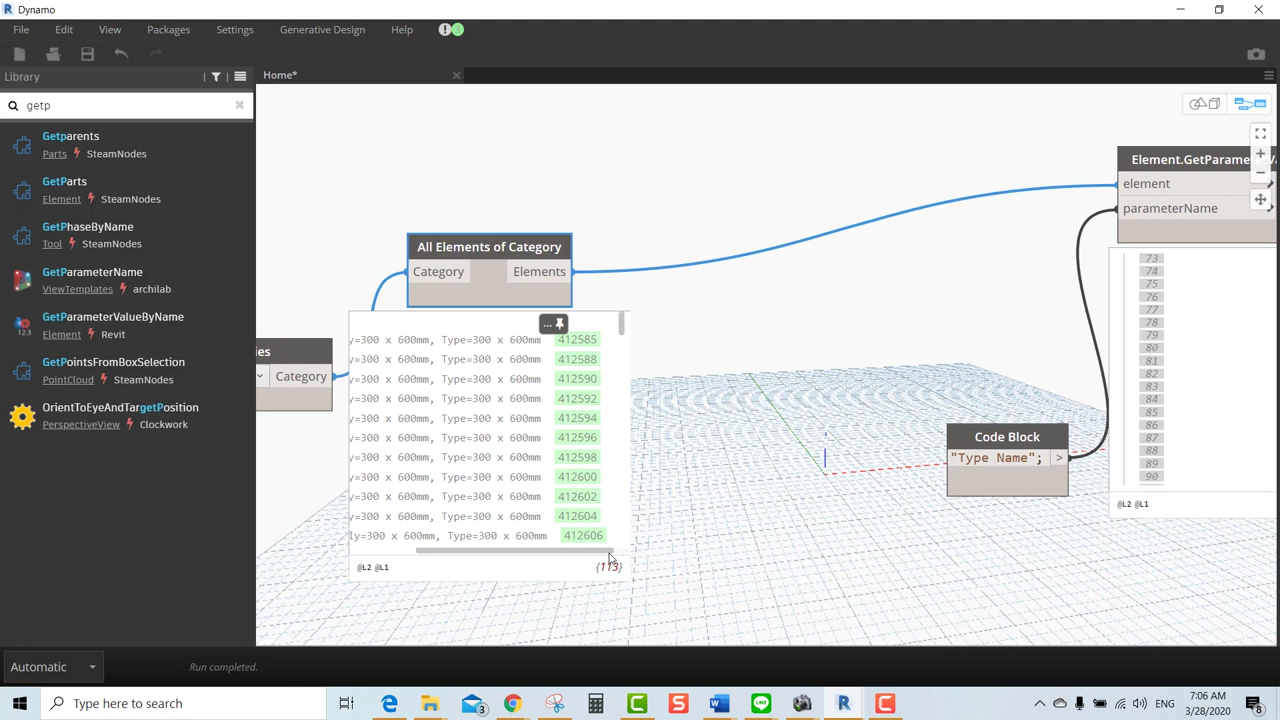 Dynamo
File Edit View Packages Settings Generative Design Help
Library
Home*
getp
Getparents
Parts SteamNodes
GetParts
Element SteamNodes
GetPhaseByName
Tool SteamNodes
GetParameterName
ViewTemplates archilab
GetParameterValueByName
Element Revit
GetPointsFromBoxSelection
PointCloud SteamNodes
OrientToEyeAndTargetPosition
PerspectiveView Clockwork
ies
Category
All Elements of Category
Category Elements
y=300 x 600mm, Type=300 x 600mm 412585
y=300 x 600mm, Type=300 x 600mm 412588
y=300 x 600mm, Type=300 x 600mm 412590
y=300 x 600mm, Type=300 x 600mm 412592
y=300 x 600mm, Type=300 x 600mm 412594
y=300 x 600mm, Type=300 x 600mm 412596
y=300 x 600mm, Type=300 x 600mm 412598
y=300 x 600mm, Type=300 x 600mm 412600
y=300 x 600mm, Type=300 x 600mm 412602
y=300 x 600mm, Type=300 x 600mm 412604
ly=300 x 600mm, Type=300 x 600mm 412606
@L2 @L1
Code Block
"Type Name"; >
Element.GetParame
element
parameterName
73
74
75
76
77
78
79
80
81
82
83
84
85
86
87
88
89
90
@L2 @L1
Automatic
Run completed.
Type here to search
3
ENG
7:06 AM
3/28/2020
8